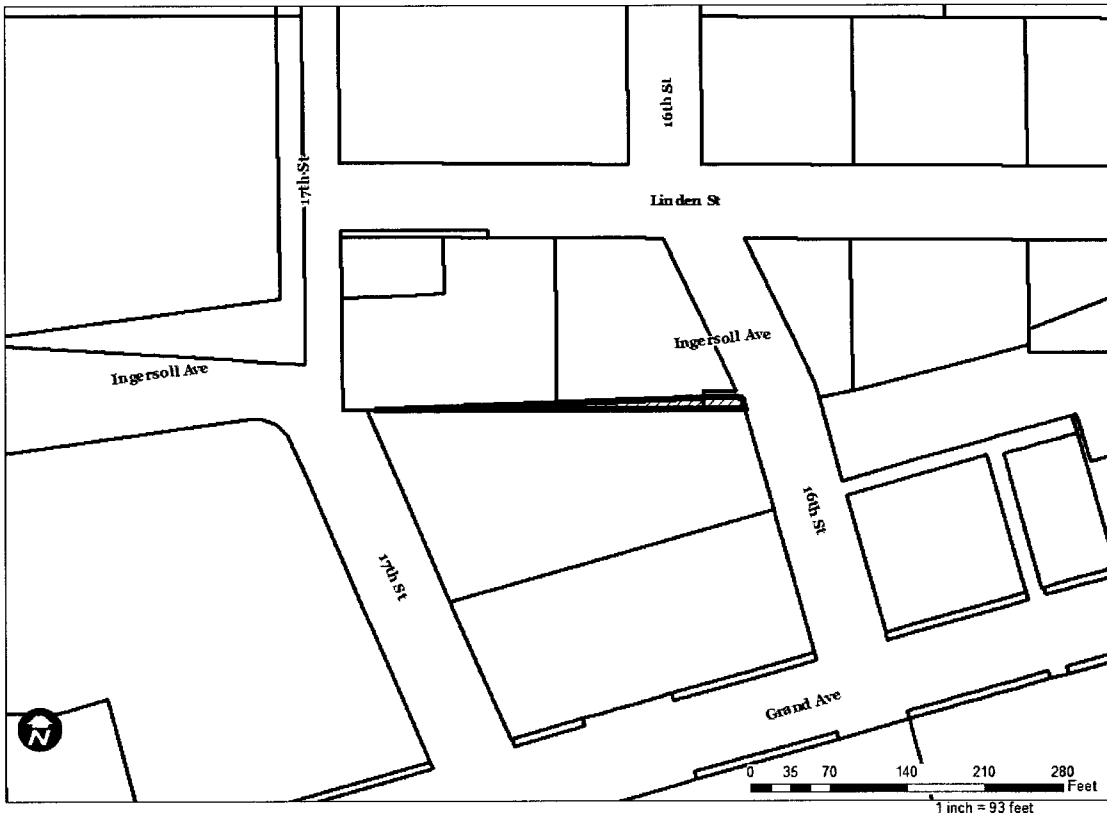 16th St
17th St
Linden St
Ingersoll Ave
Ingersoll Ave
16th St
17th St
Grand Ave
N
0 35 70 140 210 280
Feet
1 inch = 93 feet